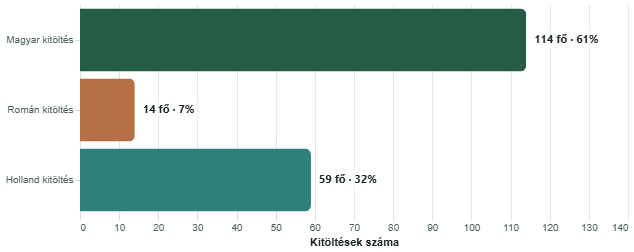 Magyar kitöltés
114 fő · 61%
Román kitöltés
14 fő · 7%
Holland kitöltés
59 fő · 32%
0 10 20 30 40 50 60 70 80 90 100 110 120 130 140
Kitöltések száma